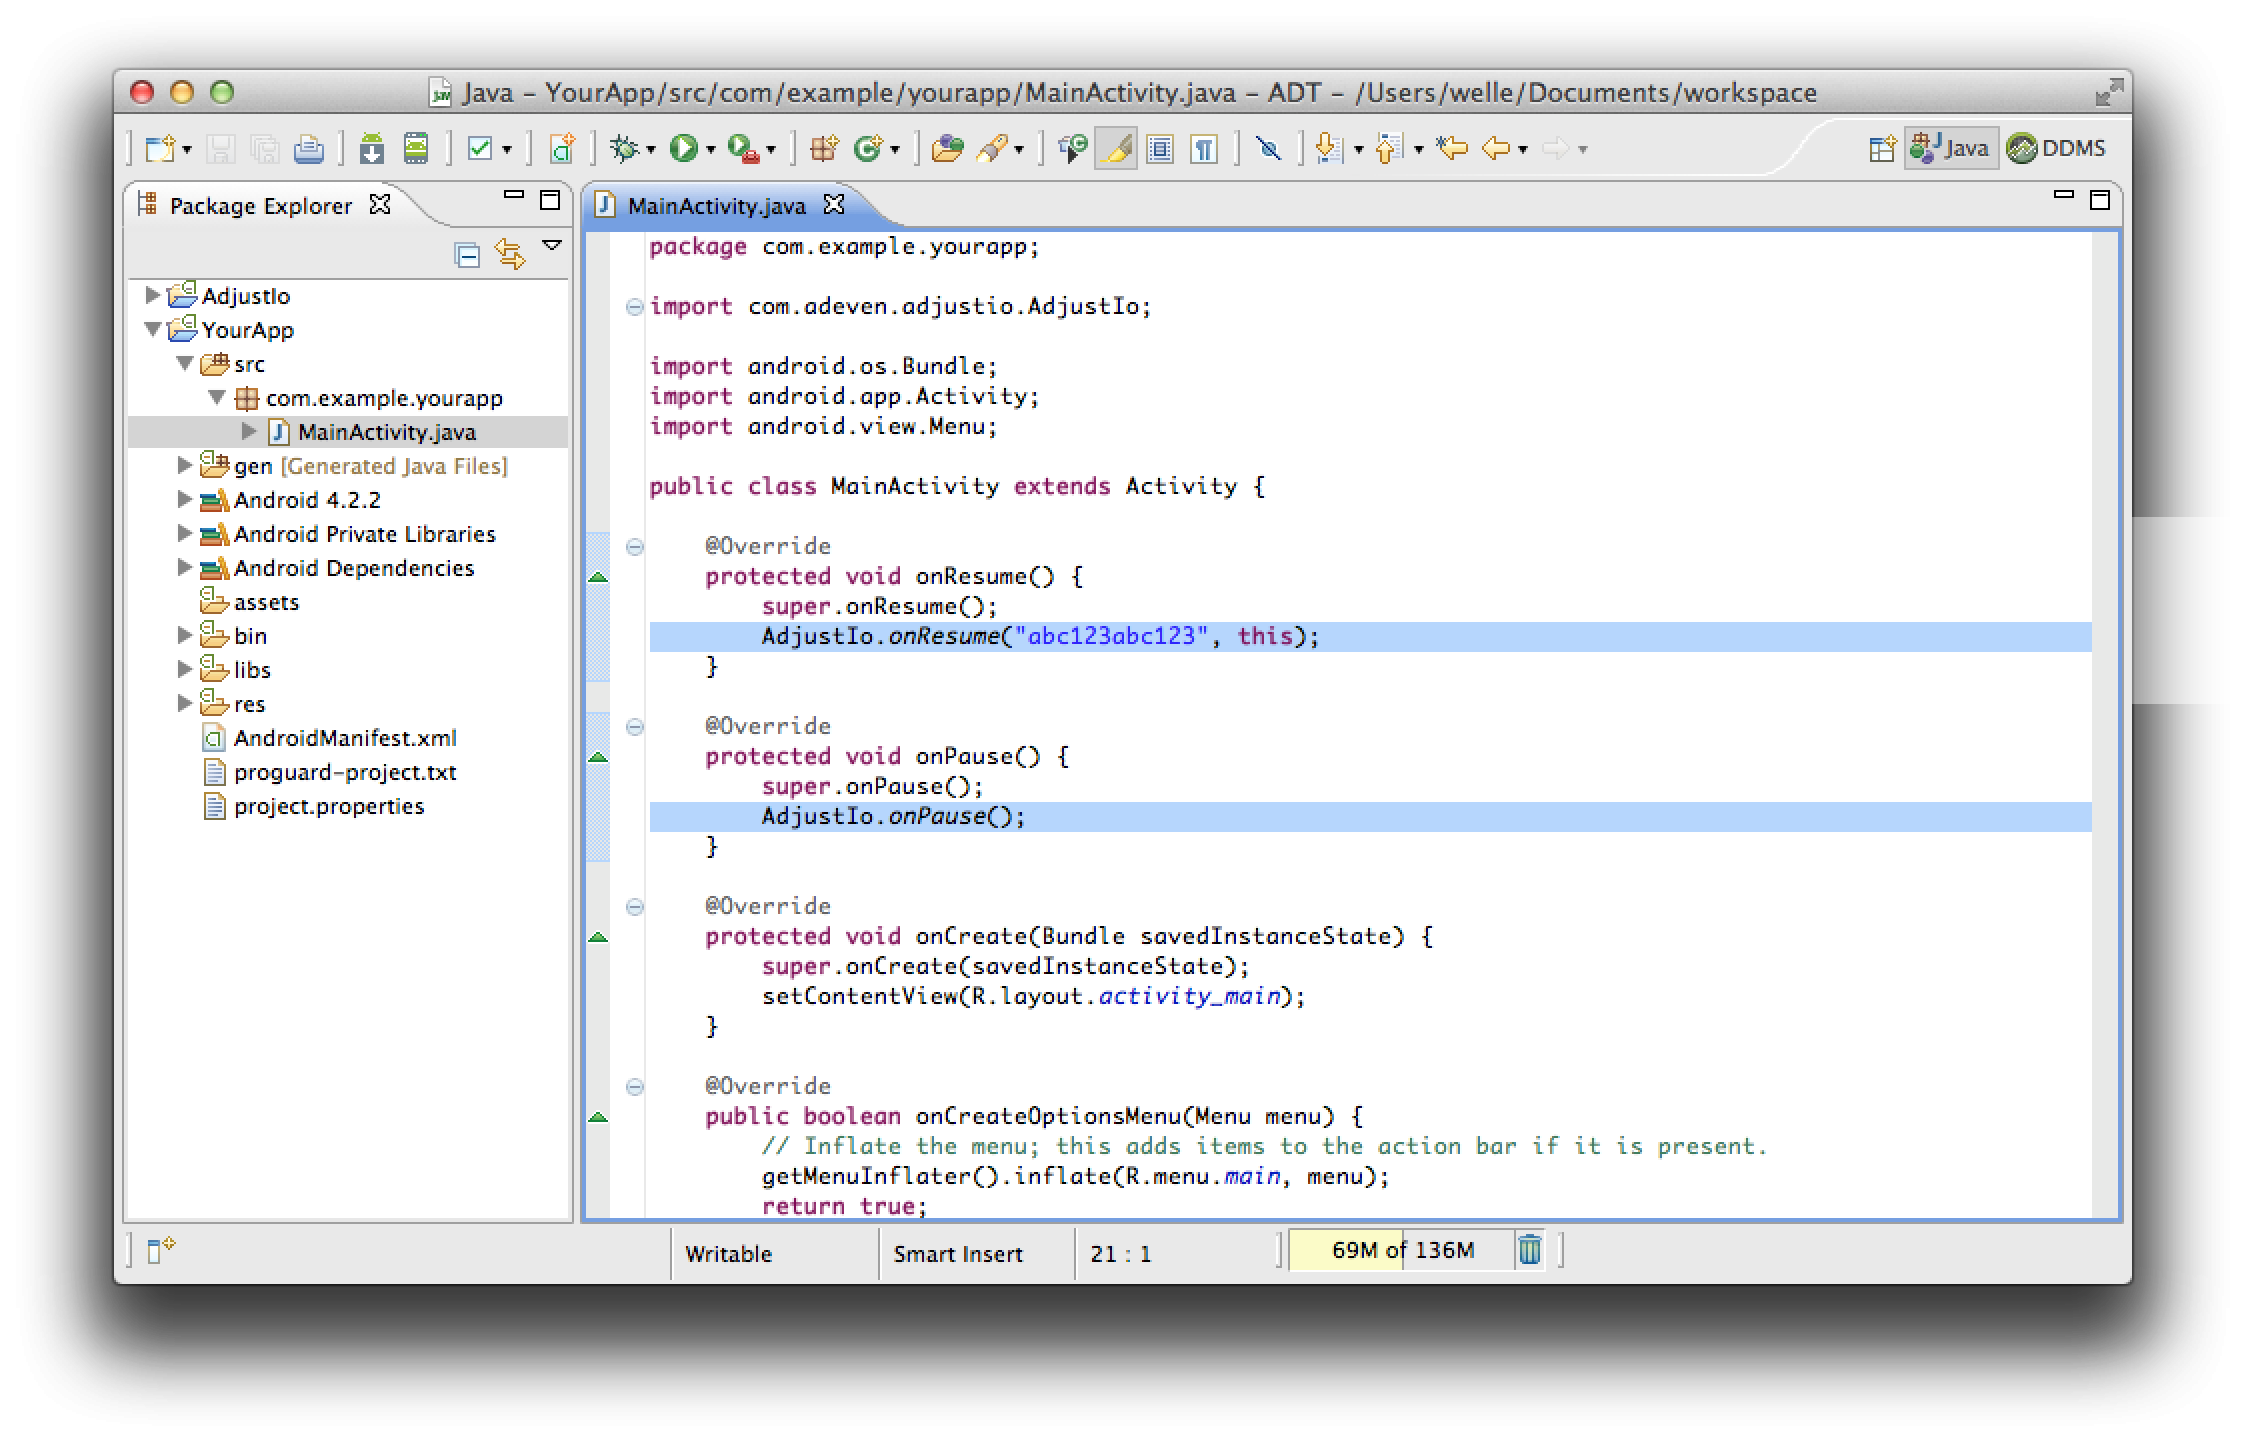 Java – YourApp/src/com/example/yourapp/MainActivity.java – ADT – /Users/welle/Documents/workspace
Java
DDMS
Package Explorer
AdjustIo
YourApp
src
com.example.yourapp
MainActivity.java
gen [Generated Java Files]
Android 4.2.2
Android Private Libraries
Android Dependencies
assets
bin
libs
res
AndroidManifest.xml
proguard-project.txt
project.properties
MainActivity.java
package com.example.yourapp;
import com.adeven.adjustio.AdjustIo;
import android.os.Bundle;
import android.app.Activity;
import android.view.Menu;
public class MainActivity extends Activity {
@Override
protected void onResume() {
super.onResume();
AdjustIo.onResume("abc123abc123", this);
}
@Override
protected void onPause() {
super.onPause();
AdjustIo.onPause();
}
@Override
protected void onCreate(Bundle savedInstanceState) {
super.onCreate(savedInstanceState);
setContentView(R.layout.activity_main);
}
@Override
public boolean onCreateOptionsMenu(Menu menu) {
// Inflate the menu; this adds items to the action bar if it is present.
getMenuInflater().inflate(R.menu.main, menu);
return true;
Writable
Smart Insert
21 : 1
69M of 136M